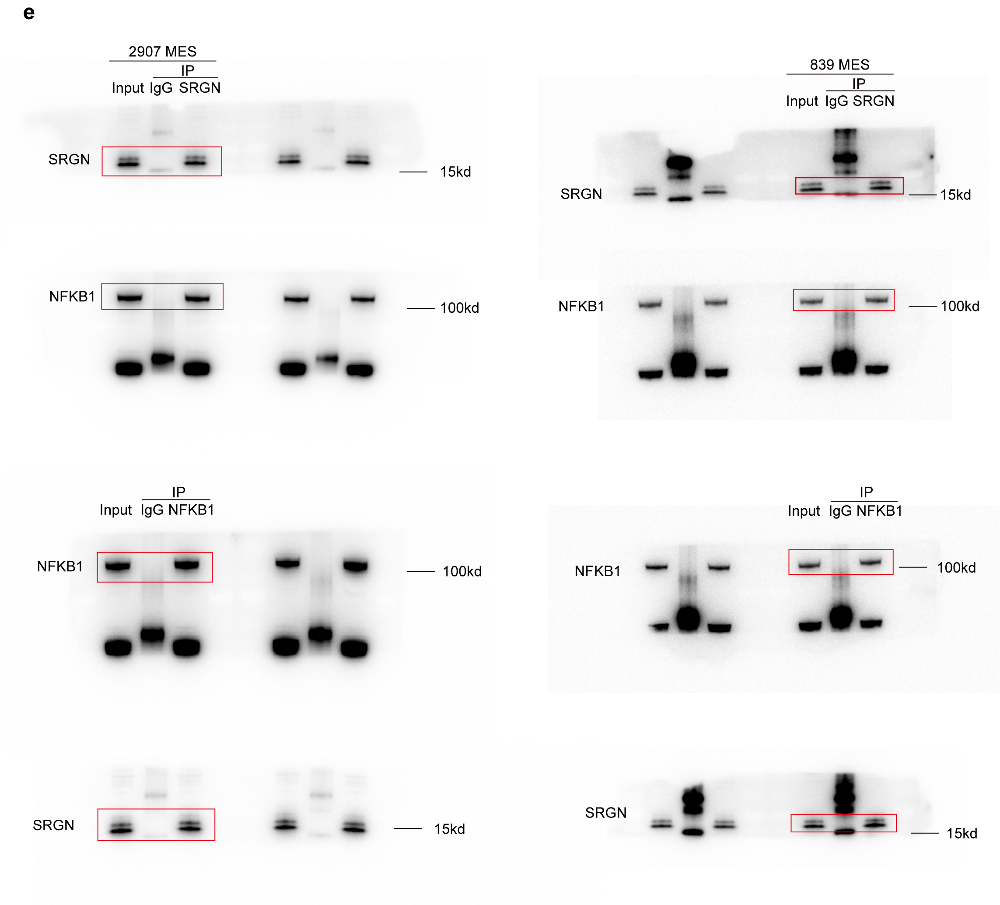 e
2907 MES
IP
Input IgG SRGN
SRGN
15kd
NFKB1
100kd
IP
Input IgG NFKB1
NFKB1
100kd
SRGN
15kd
839 MES
IP
Input IgG SRGN
SRGN
15kd
NFKB1
100kd
IP
Input IgG NFKB1
NFKB1
100kd
SRGN
15kd